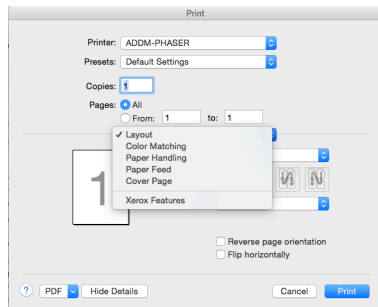 Print
Printer: ADDM-PHASER
Presets: Default Settings
Copies: 1
Pages: All
From: 1 to: 1
✓ Layout
Color Matching
Paper Handling
Paper Feed
Cover Page
Xerox Features
1
Reverse page orientation
Flip horizontally
? PDF Hide Details Cancel Print